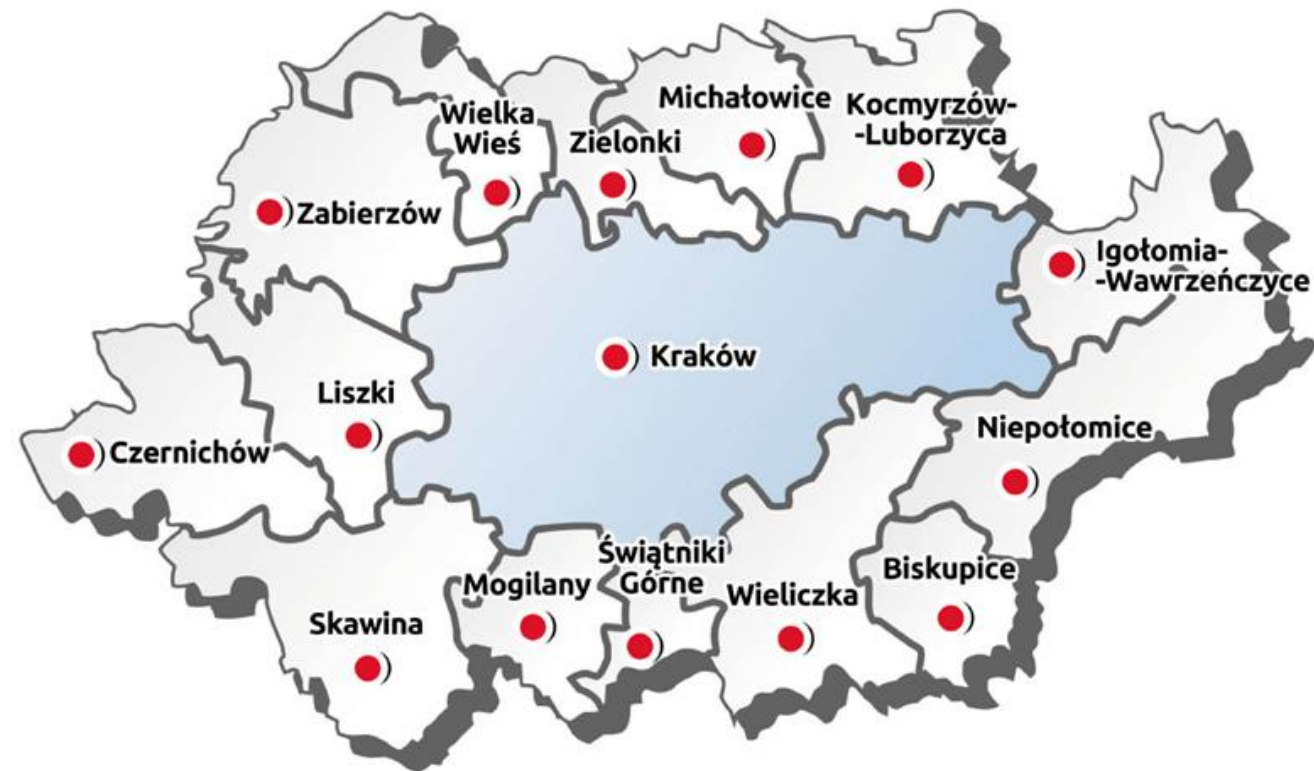 Michałowice
Kocmyrzów-
-Luborzyca
Wielka
Wieś
Zielonki
Zabierzów
Igołomia-
-Wawrzeńczyce
Kraków
Liszki
Czernichów
Niepołomice
Świątniki
Górne
Mogilany
Wieliczka
Biskupice
Skawina